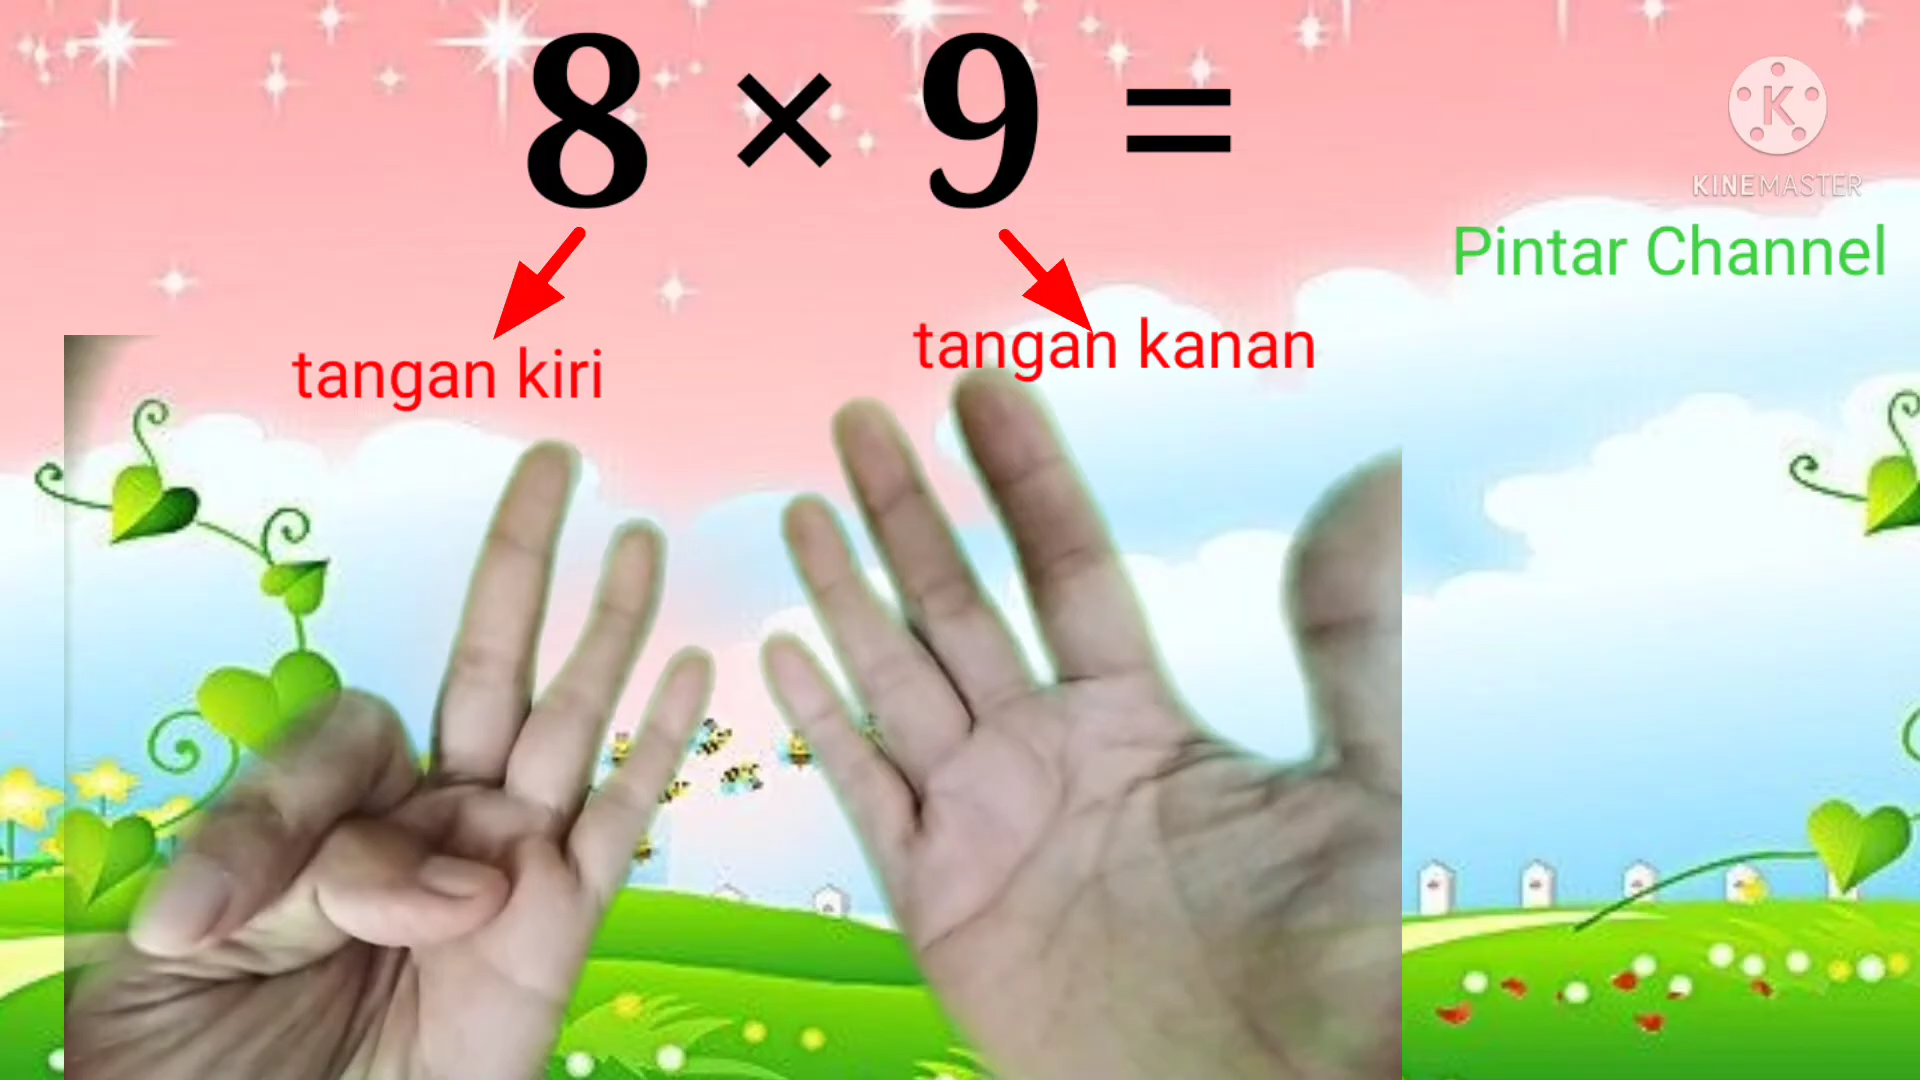 8 × 9 =
KINEMASTER
Pintar Channel
tangan kiri
tangan kanan